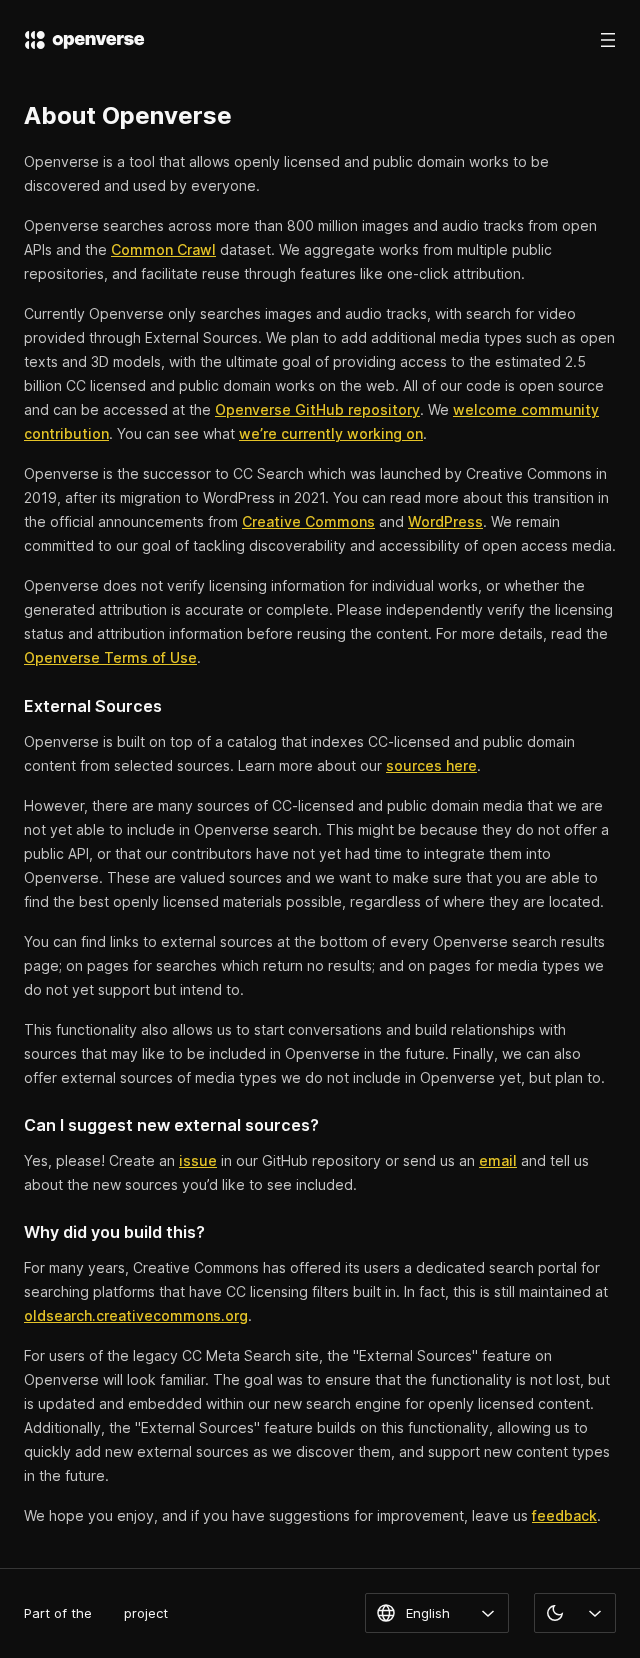 openverse
About Openverse
Openverse is a tool that allows openly licensed and public domain works to be
discovered and used by everyone.
Openverse searches across more than 800 million images and audio tracks from open
APIs and the Common Crawl dataset. We aggregate works from multiple public
repositories, and facilitate reuse through features like one-click attribution.
Currently Openverse only searches images and audio tracks, with search for video
provided through External Sources. We plan to add additional media types such as open
texts and 3D models, with the ultimate goal of providing access to the estimated 2.5
billion CC licensed and public domain works on the web. All of our code is open source
and can be accessed at the Openverse GitHub repository. We welcome community
contribution. You can see what we’re currently working on.
Openverse is the successor to CC Search which was launched by Creative Commons in
2019, after its migration to WordPress in 2021. You can read more about this transition in
the official announcements from Creative Commons and WordPress. We remain
committed to our goal of tackling discoverability and accessibility of open access media.
Openverse does not verify licensing information for individual works, or whether the
generated attribution is accurate or complete. Please independently verify the licensing
status and attribution information before reusing the content. For more details, read the
Openverse Terms of Use.
External Sources
Openverse is built on top of a catalog that indexes CC-licensed and public domain
content from selected sources. Learn more about our sources here.
However, there are many sources of CC-licensed and public domain media that we are
not yet able to include in Openverse search. This might be because they do not offer a
public API, or that our contributors have not yet had time to integrate them into
Openverse. These are valued sources and we want to make sure that you are able to
find the best openly licensed materials possible, regardless of where they are located.
You can find links to external sources at the bottom of every Openverse search results
page; on pages for searches which return no results; and on pages for media types we
do not yet support but intend to.
This functionality also allows us to start conversations and build relationships with
sources that may like to be included in Openverse in the future. Finally, we can also
offer external sources of media types we do not include in Openverse yet, but plan to.
Can I suggest new external sources?
Yes, please! Create an issue in our GitHub repository or send us an email and tell us
about the new sources you’d like to see included.
Why did you build this?
For many years, Creative Commons has offered its users a dedicated search portal for
searching platforms that have CC licensing filters built in. In fact, this is still maintained at
oldsearch.creativecommons.org.
For users of the legacy CC Meta Search site, the "External Sources" feature on
Openverse will look familiar. The goal was to ensure that the functionality is not lost, but
is updated and embedded within our new search engine for openly licensed content.
Additionally, the "External Sources" feature builds on this functionality, allowing us to
quickly add new external sources as we discover them, and support new content types
in the future.
We hope you enjoy, and if you have suggestions for improvement, leave us feedback.
Part of the project
English